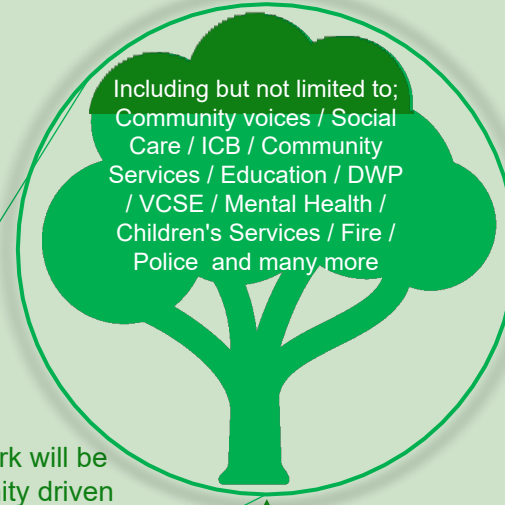 Including but not limited to;
Community voices / Social
Care / ICB / Community
Services / Education / DWP
/ VCSE / Mental Health /
Children's Services / Fire /
Police  and many more
rk will be
ity driven